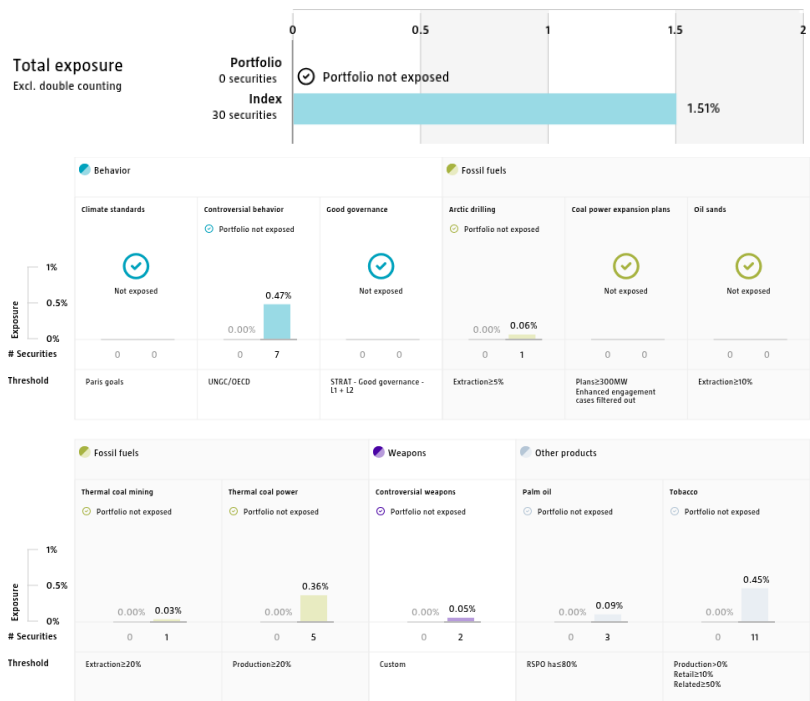 0 0.5 1 1.5 2
Total exposure
Excl. double counting
Portfolio
0 securities
Portfolio not exposed
Index
30 securities
1.51%
Behavior
Fossil fuels
Climate standards
Controversial behavior
Good governance
Arctic drilling
Coal power expansion plans
Oil sands
Portfolio not exposed
Portfolio not exposed
Not exposed
Not exposed
Not exposed
Not exposed
Exposure
1%
0.5%
0%
0.00% 0.47%
0.00% 0.06%
# Securities
0 0
0 7
0 0
0 1
0 0
0 0
Threshold
Paris goals
UNGC/OECD
STRAT - Good governance -
L1 + L2
Extraction≥5%
Plans≥300MW
Enhanced engagement
cases filtered out
Extraction≥10%
Fossil fuels
Weapons
Other products
Thermal coal mining
Thermal coal power
Controversial weapons
Palm oil
Tobacco
Portfolio not exposed
Portfolio not exposed
Portfolio not exposed
Portfolio not exposed
Portfolio not exposed
Exposure
1%
0.5%
0%
0.00% 0.03%
0.00% 0.36%
0.00% 0.05%
0.00% 0.09%
0.00% 0.45%
# Securities
0 1
0 5
0 2
0 3
0 11
Threshold
Extraction≥20%
Production≥20%
Custom
RSPO ha≤80%
Production>0%
Retail≥10%
Related≥50%